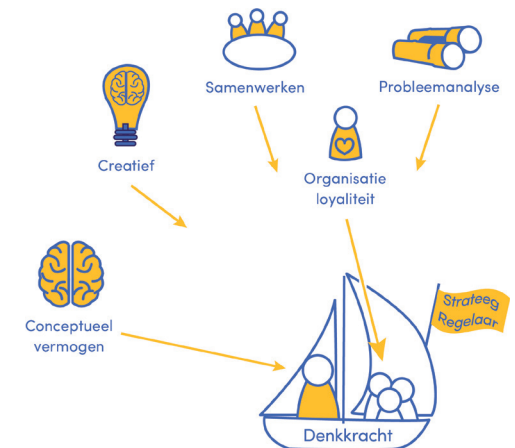 Samenwerken
Probleemanalyse
Creatief
Organisatie
loyaliteit
Conceptueel
vermogen
Strateeg
Regelaar
Denkkracht